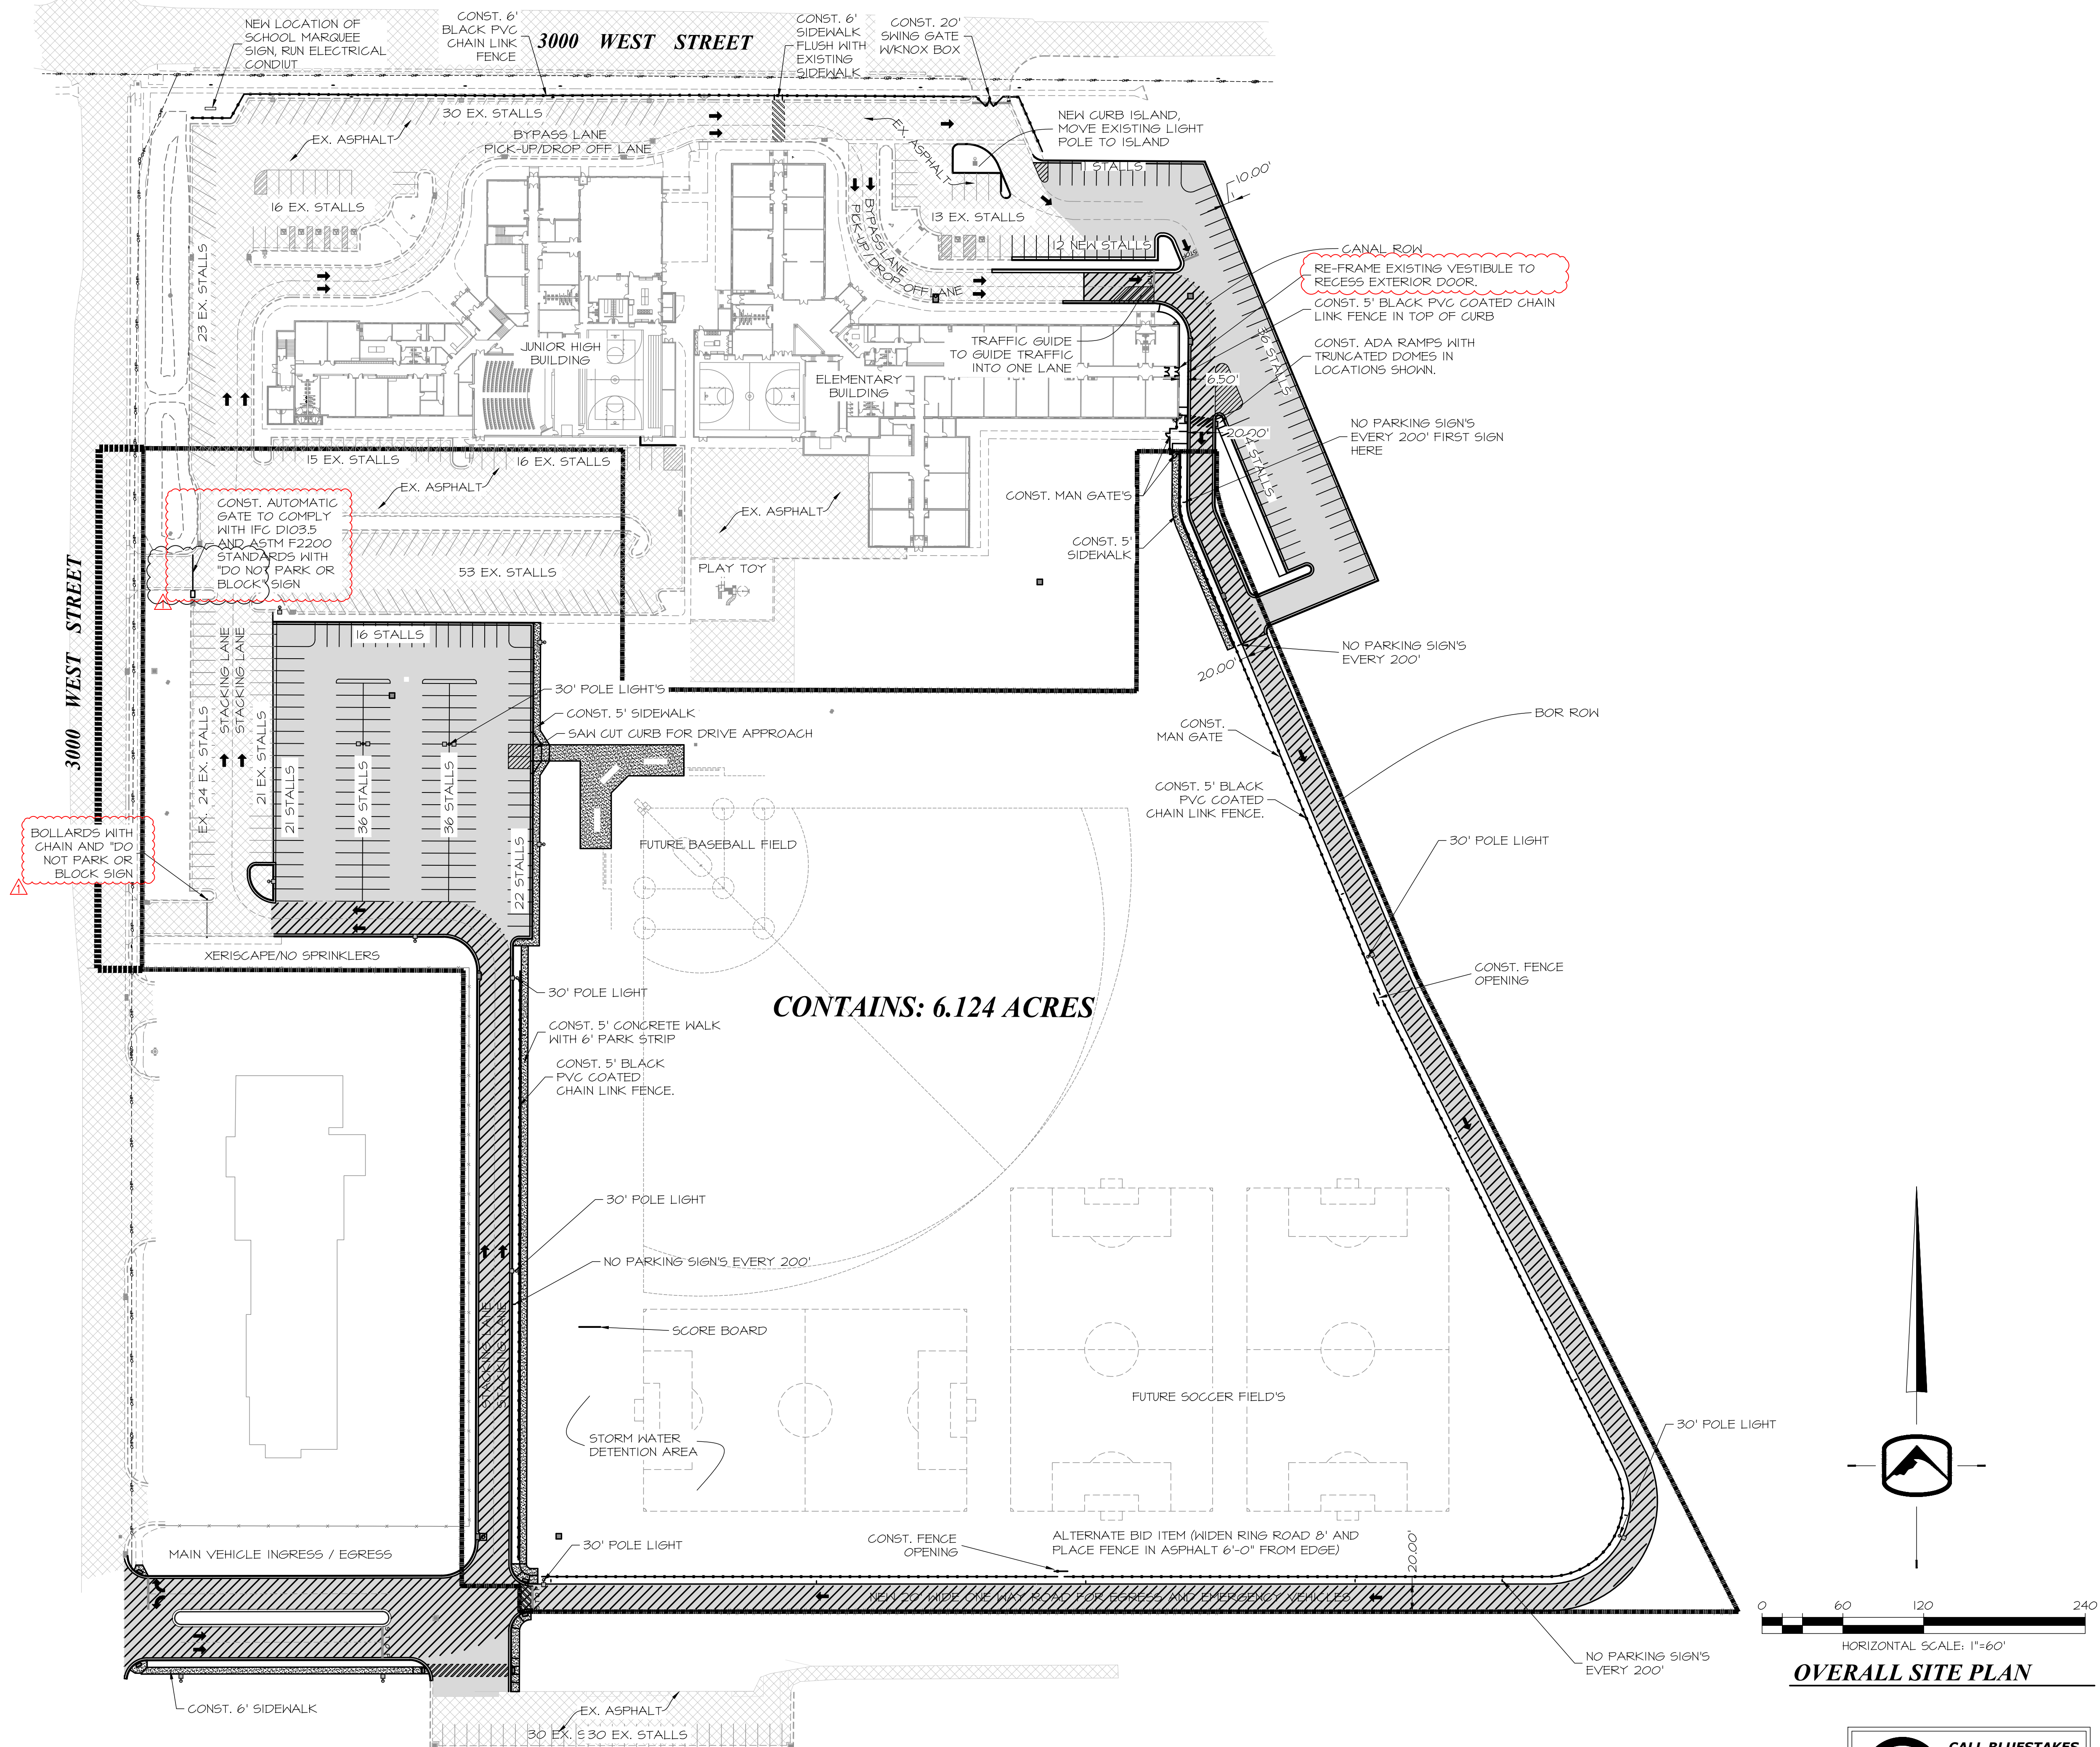 NEW LOCATION OF
SCHOOL MARQUEE
SIGN, RUN ELECTRICAL
CONDIUT
CONST. 6'
BLACK PVC
CHAIN LINK
FENCE
3000 WEST STREET
CONST. 6'
SIDEWALK
FLUSH WITH
EXISTING
SIDEWALK
CONST. 20'
SWING GATE
W/KNOX BOX
30 EX. STALLS
EX. ASPHALT
BYPASS LANE
PICK-UP/DROP OFF LANE
EX. ASPHALT
NEW CURB ISLAND,
MOVE EXISTING LIGHT
POLE TO ISLAND
STALLS
10.00'
16 EX. STALLS
23 EX. STALLS
BYPASS LANE
PICK-UP/DROP-OFF LANE
13 EX. STALLS
12 NEW STALLS
STOP
CANAL ROW
RE-FRAME EXISTING VESTIBULE TO
RECESS EXTERIOR DOOR.
CONST. 5' BLACK PVC COATED CHAIN
LINK FENCE IN TOP OF CURB
CONST. ADA RAMPS WITH
TRUNCATED DOMES IN
LOCATIONS SHOWN.
36 STALLS
JUNIOR HIGH
BUILDING
TRAFFIC GUIDE
TO GUIDE TRAFFIC
INTO ONE LANE
ELEMENTARY
BUILDING
6.50'
20.00'
STALLS
NO PARKING SIGN'S
EVERY 200' FIRST SIGN
HERE
15 EX. STALLS
16 EX. STALLS
EX. ASPHALT
EX. ASPHALT
CONST. MAN GATE'S
CONST. 5'
SIDEWALK
CONST. AUTOMATIC
GATE TO COMPLY
WITH IFC D103.5
AND ASTM F2200
STANDARDS WITH
"DO NOT PARK OR
BLOCK" SIGN
1
53 EX. STALLS
PLAY TOY
3000 WEST STREET
16 STALLS
STACKING LANE
STACKING LANE
EX. 24 EX. STALLS
21 EX. STALLS
21 STALLS
36 STALLS
36 STALLS
22 STALLS
30' POLE LIGHT'S
CONST. 5' SIDEWALK
SAW CUT CURB FOR DRIVE APPROACH
NO PARKING SIGN'S
EVERY 200'
20.00'
CONST.
MAN GATE
BOR ROW
CONST. 5' BLACK
PVC COATED
CHAIN LINK FENCE.
BOLLARDS WITH
CHAIN AND "DO
NOT PARK OR
BLOCK SIGN
1
FUTURE BASEBALL FIELD
30' POLE LIGHT
XERISCAPE/NO SPRINKLERS
CONST. FENCE
OPENING
30' POLE LIGHT
CONTAINS: 6.124 ACRES
CONST. 5' CONCRETE WALK
WITH 6' PARK STRIP
CONST. 5' BLACK
PVC COATED
CHAIN LINK FENCE.
30' POLE LIGHT
NO PARKING SIGN'S EVERY 200'
STACKING LANE
STACKING LANE
SCORE BOARD
FUTURE SOCCER FIELD'S
STORM WATER
DETENTION AREA
30' POLE LIGHT
MAIN VEHICLE INGRESS / EGRESS
30' POLE LIGHT
CONST. FENCE
OPENING
ALTERNATE BID ITEM (WIDEN RING ROAD 8' AND
PLACE FENCE IN ASPHALT 6'-0" FROM EDGE)
20.00'
NEW 20' WIDE ONE WAY ROAD FOR EGRESS AND EMERGENCY VEHICLES
NO PARKING SIGN'S
EVERY 200'
CONST. 6' SIDEWALK
EX. ASPHALT
30 EX. S 30 EX. STALLS
0 60 120 240
HORIZONTAL SCALE: 1"=60'
OVERALL SITE PLAN
CALL BLUESTAKES